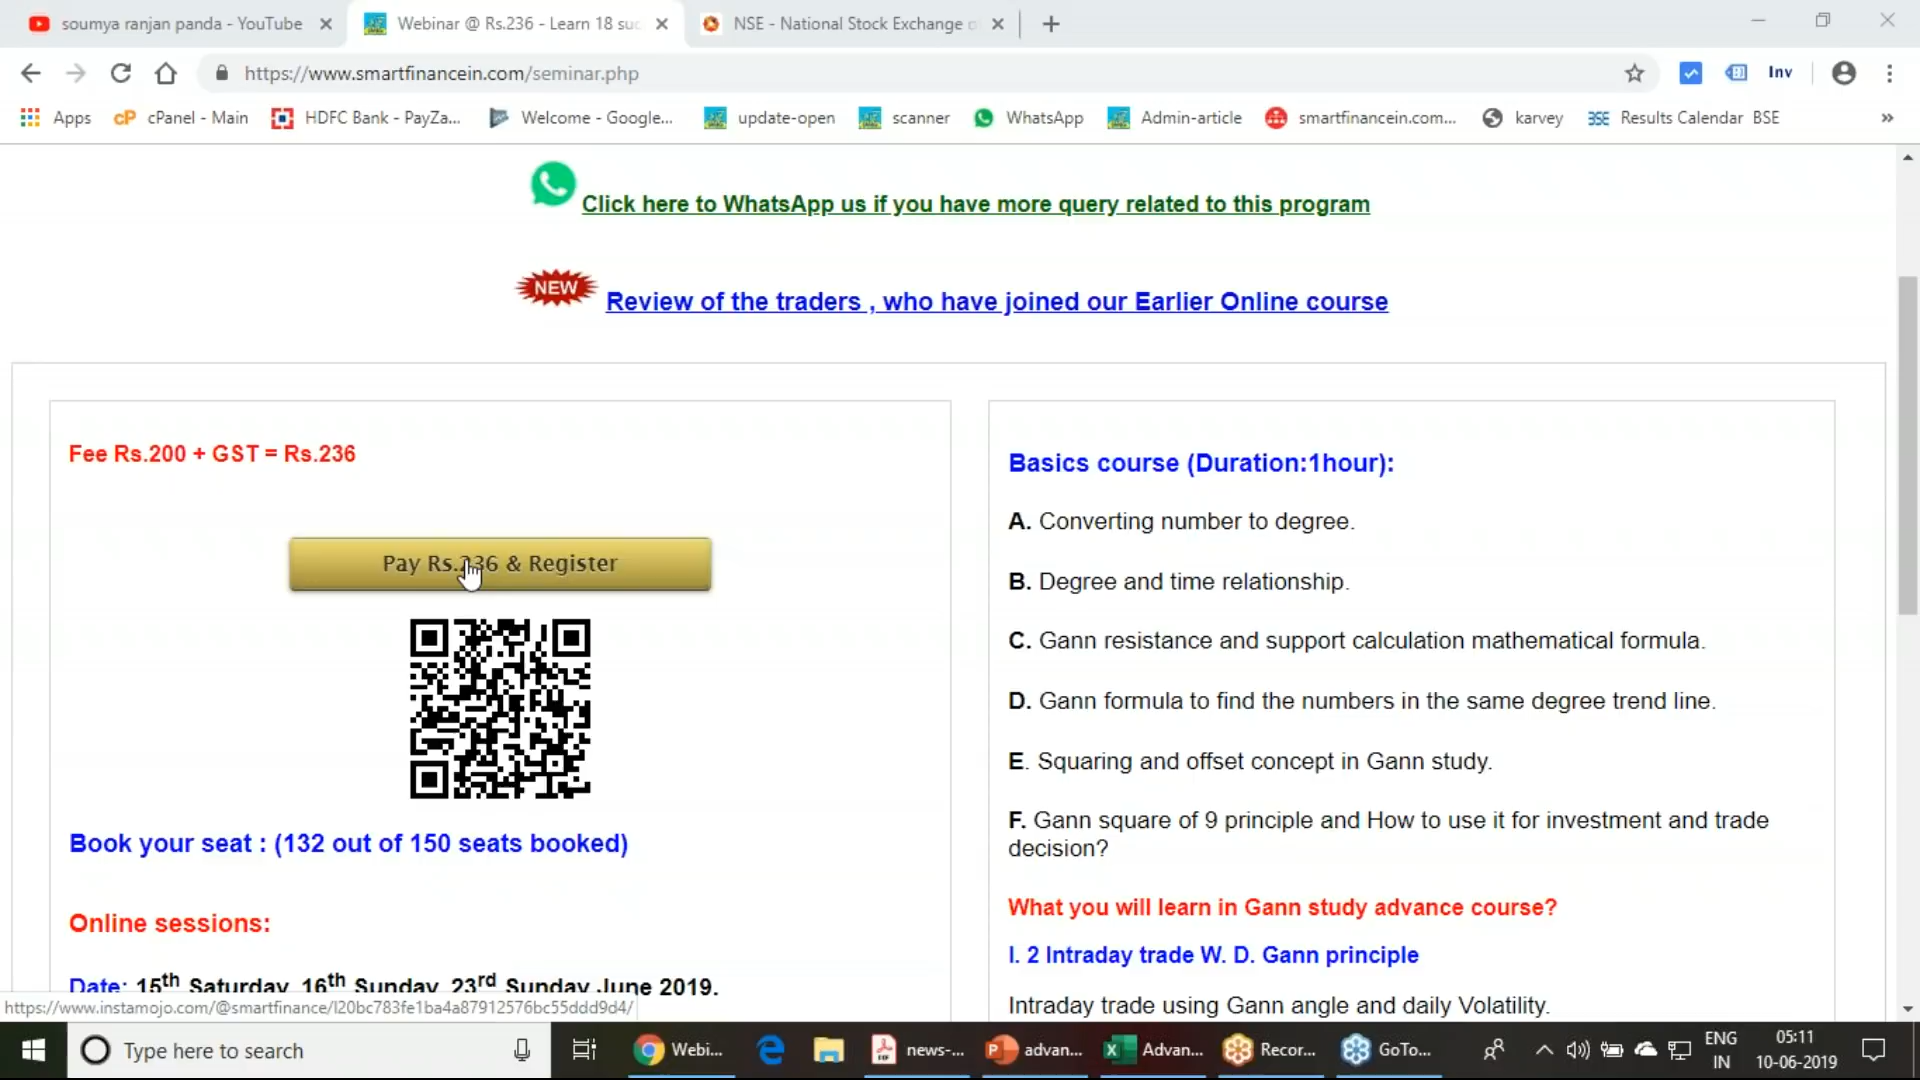 soumya ranjan panda - YouTube
Webinar @ Rs.236 - Learn 18 suc
NSE - National Stock Exchange o
https://www.smartfinancein.com/seminar.php
Inv
Apps
cP cPanel - Main
HDFC Bank - PayZa...
Welcome - Google...
update-open
scanner
WhatsApp
Admin-article
smartfinancein.com...
karvey
BSE Results Calendar BSE
»
Click here to WhatsApp us if you have more query related to this program
NEW
Review of the traders , who have joined our Earlier Online course
Fee Rs.200 + GST = Rs.236
Pay Rs.236 & Register
Book your seat : (132 out of 150 seats booked)
Online sessions:
Date: 15th Saturday, 16th Sunday, 23rd Sunday June 2019.
Basics course (Duration:1hour):
A. Converting number to degree.
B. Degree and time relationship.
C. Gann resistance and support calculation mathematical formula.
D. Gann formula to find the numbers in the same degree trend line.
E. Squaring and offset concept in Gann study.
F. Gann square of 9 principle and How to use it for investment and trade
decision?
What you will learn in Gann study advance course?
I. 2 Intraday trade W. D. Gann principle
Intraday trade using Gann angle and daily Volatility.
https://www.instamojo.com/@smartfinance/l20bc783fe1ba4a87912576bc55ddd9d4/
Type here to search
Webi...
news-...
advan...
Advan...
Recor...
GoTo...
ENG
IN
05:11
10-06-2019